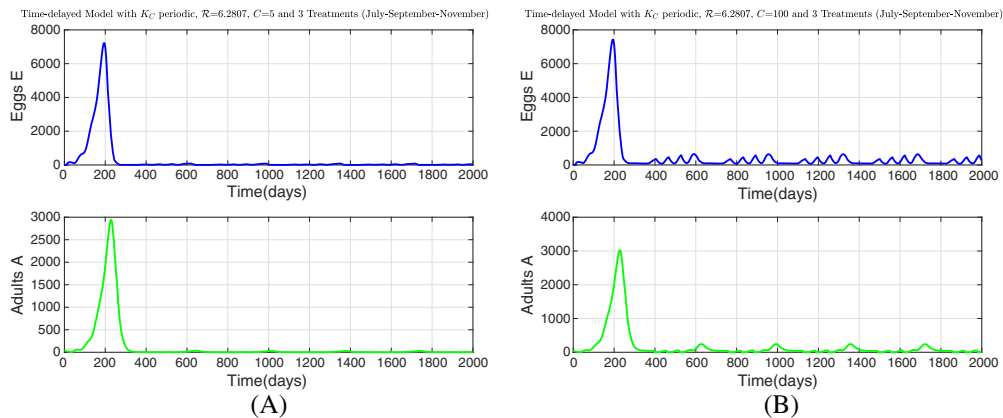 Time-delayed Model with K_C periodic, R=6.2807, C=5 and 3 Treatments (July-September-November)
8000
6000
4000
2000
0
Eggs E
0 200 400 600 800 1000 1200 1400 1600 1800 2000
Time(days)
3000
2500
2000
1500
1000
500
0
Adults A
0 200 400 600 800 1000 1200 1400 1600 1800 2000
Time(days)
(A)
Time-delayed Model with K_C periodic, R=6.2807, C=100 and 3 Treatments (July-September-November)
8000
6000
4000
2000
0
Eggs E
0 200 400 600 800 1000 1200 1400 1600 1800 2000
Time(days)
4000
3000
2000
1000
0
Adults A
0 200 400 600 800 1000 1200 1400 1600 1800 2000
Time(days)
(B)